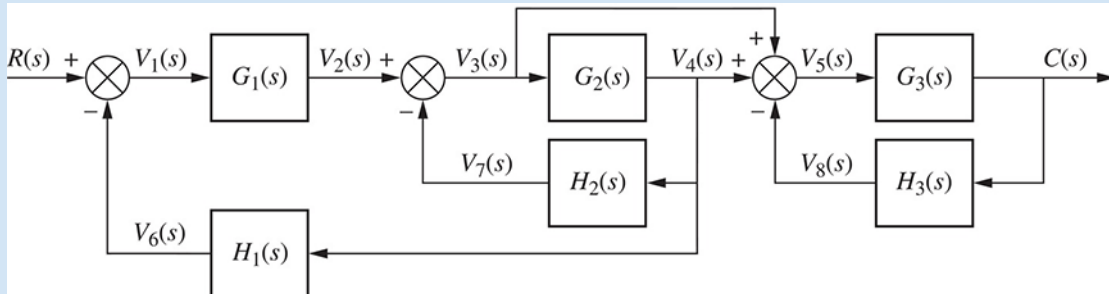 R(s) + V₁(s) G₁(s) V₂(s) + V₃(s) G₂(s) V₄(s) + + V₅(s) G₃(s) C(s)
− − −
V₇(s) H₂(s) V₈(s) H₃(s)
V₆(s) H₁(s)